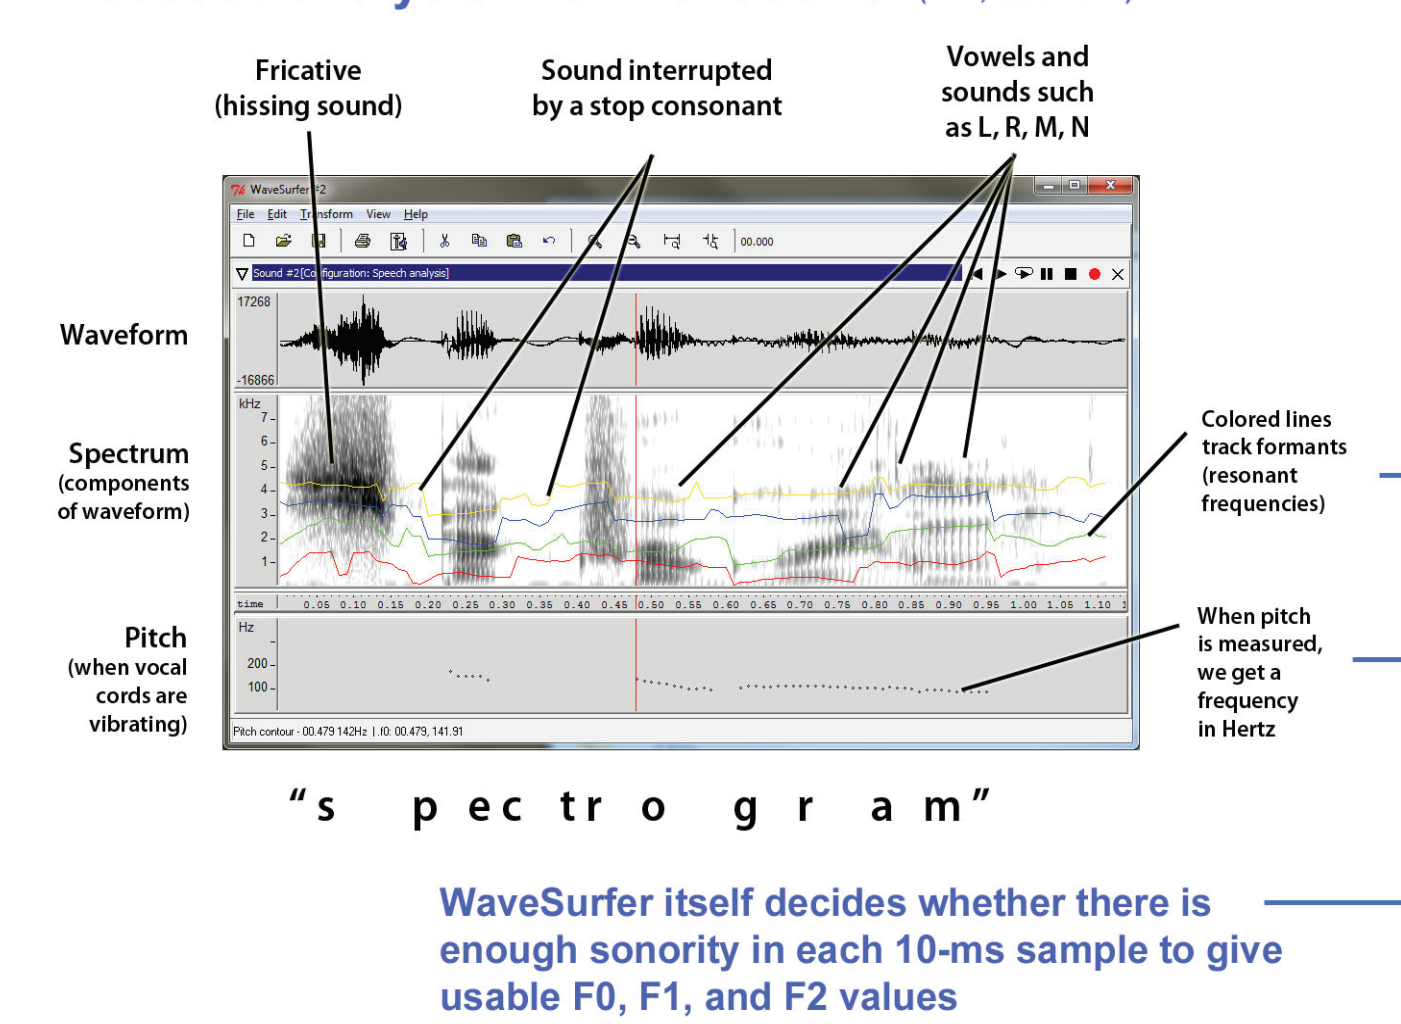 Fricative
(hissing sound)
Sound interrupted
by a stop consonant
Vowels and
sounds such
as L, R, M, N
WaveSurfer #2
File Edit Transform View Help
00.000
Sound #2[Configuration: Speech analysis]
Waveform
17268
-16866
Spectrum
(components
of waveform)
kHz
7
6
5
4
3
2
1
Colored lines
track formants
(resonant
frequencies)
time 0.05 0.10 0.15 0.20 0.25 0.30 0.35 0.40 0.45 0.50 0.55 0.60 0.65 0.70 0.75 0.80 0.85 0.90 0.95 1.00 1.05 1.10
Pitch
(when vocal
cords are
vibrating)
Hz
200
100
When pitch
is measured,
we get a
frequency
in Hertz
Pitch contour - 00.479 142Hz | .f0: 00.479, 141.91
“s p ec tr o g r a m”
WaveSurfer itself decides whether there is
enough sonority in each 10-ms sample to give
usable F0, F1, and F2 values